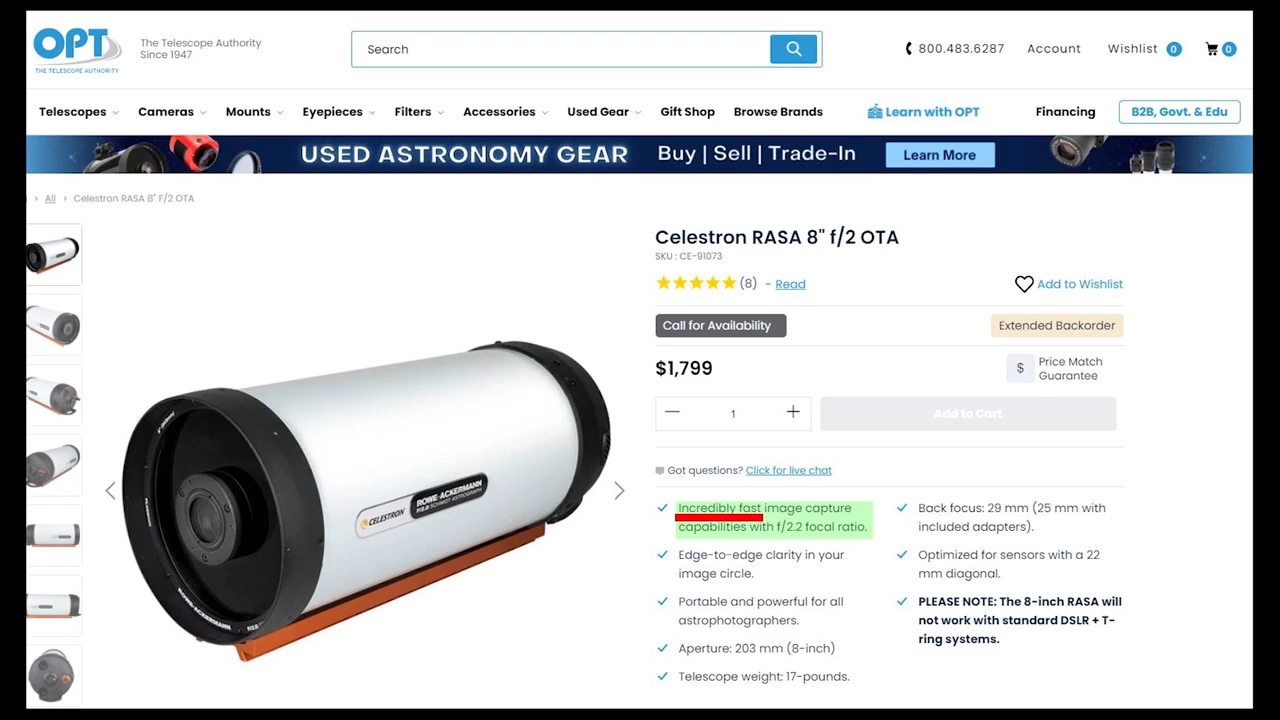 OPT
THE TELESCOPE AUTHORITY
The Telescope Authority
Since 1947
Search
800.483.6287
Account
Wishlist 0
0
Telescopes
Cameras
Mounts
Eyepieces
Filters
Accessories
Used Gear
Gift Shop
Browse Brands
Learn with OPT
Financing
B2B, Govt. & Edu
USED ASTRONOMY GEAR
Buy | Sell | Trade-In
Learn More
> All > Celestron RASA 8" F/2 OTA
Celestron RASA 8" f/2 OTA
SKU : CE-91073
(8) - Read
Add to Wishlist
Call for Availability
Extended Backorder
$1,799
$
Price Match
Guarantee
— 1 +
Add to Cart
Got questions? Click for live chat
Incredibly fast image capture
capabilities with f/2.2 focal ratio.
Edge-to-edge clarity in your
image circle.
Portable and powerful for all
astrophotographers.
Aperture: 203 mm (8-inch)
Telescope weight: 17-pounds.
Back focus: 29 mm (25 mm with
included adapters).
Optimized for sensors with a 22
mm diagonal.
PLEASE NOTE: The 8-inch RASA will
not work with standard DSLR + T-
ring systems.
CELESTRON
ROWE-ACKERMANN
SCHMIDT ASTROGRAPH
ROWE-ACKERMANN